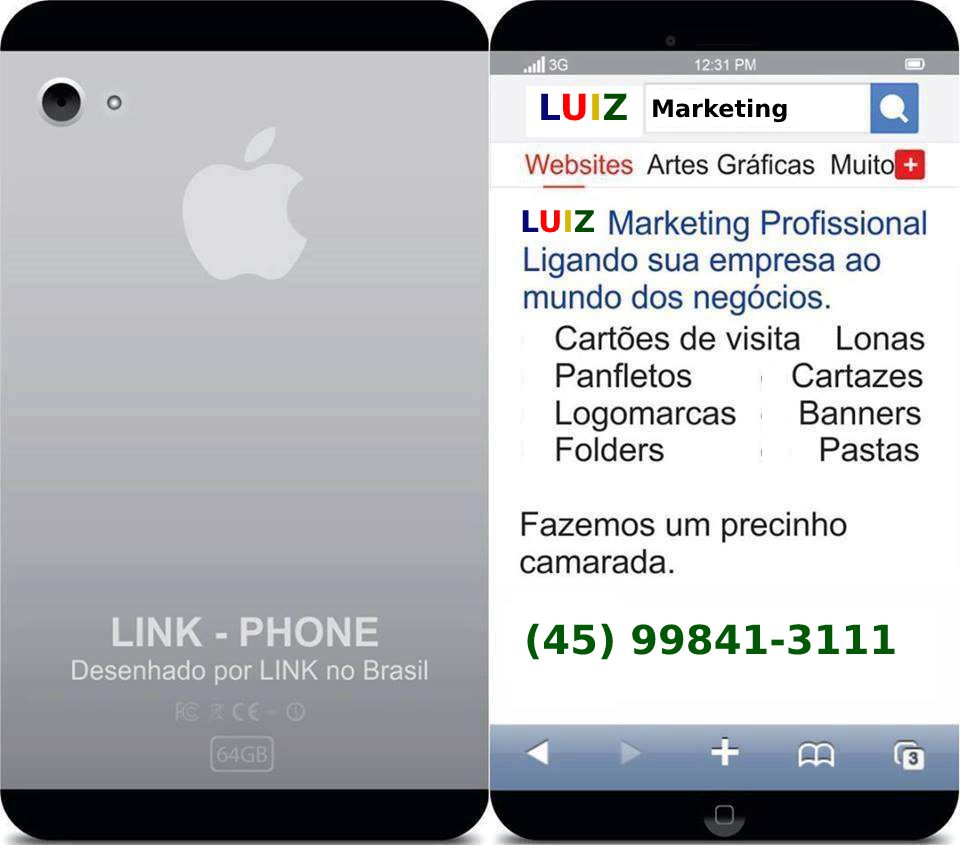 LINK - PHONE
Desenhado por LINK no Brasil
FC CE
64GB
3G 12:31 PM
LUIZ Marketing
Websites Artes Gráficas Muito+
LUIZ Marketing Profissional
Ligando sua empresa ao
mundo dos negócios.
Cartões de visita Lonas
Panfletos Cartazes
Logomarcas Banners
Folders Pastas
Fazemos um precinho
camarada.
(45) 99841-3111
3